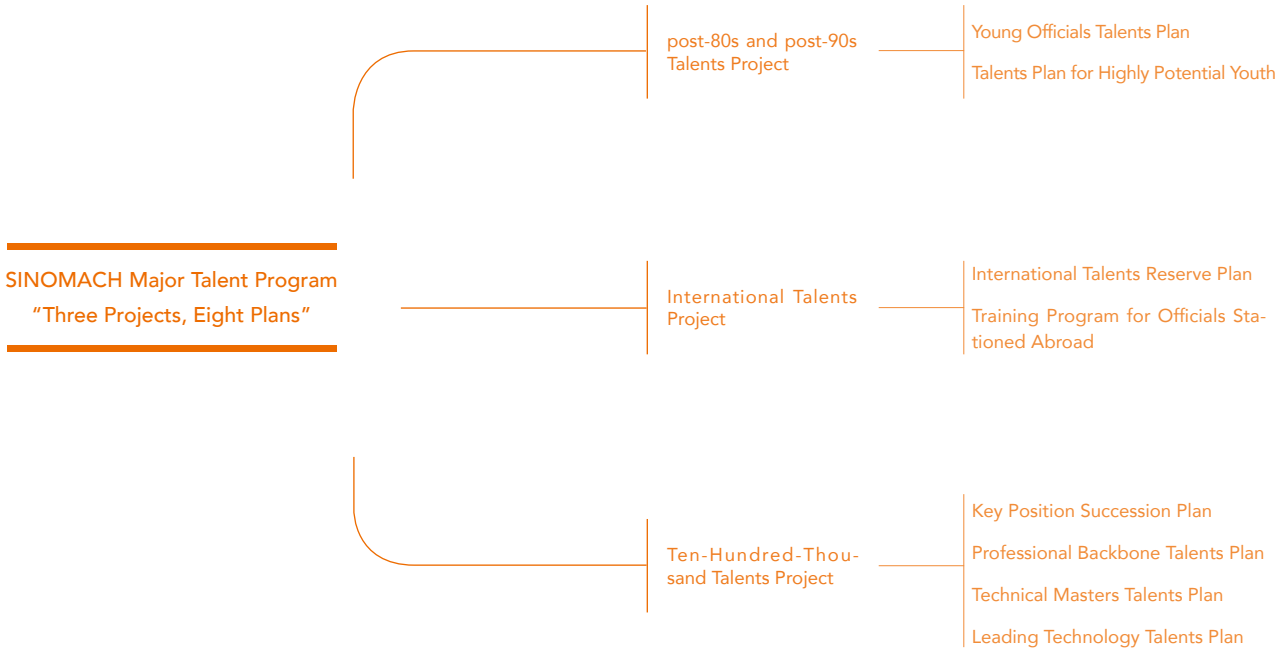 SINOMACH Major Talent Program
“Three Projects, Eight Plans”
post-80s and post-90s
Talents Project
Young Officials Talents Plan
Talents Plan for Highly Potential Youth
International Talents
Project
International Talents Reserve Plan
Training Program for Officials Sta-
tioned Abroad
Ten-Hundred-Thou-
sand Talents Project
Key Position Succession Plan
Professional Backbone Talents Plan
Technical Masters Talents Plan
Leading Technology Talents Plan